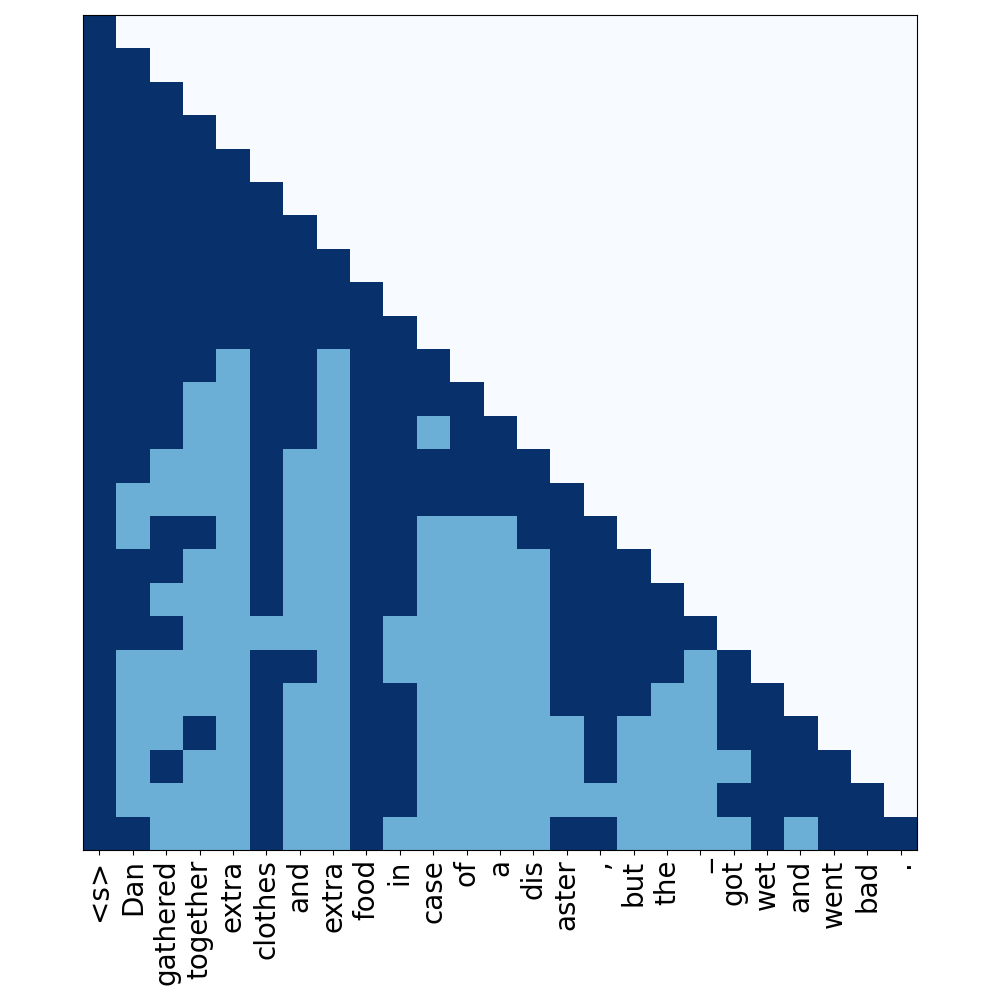 <s> Dan gathered together extra clothes and extra food in case of a dis aster , but the _ got wet and went bad .